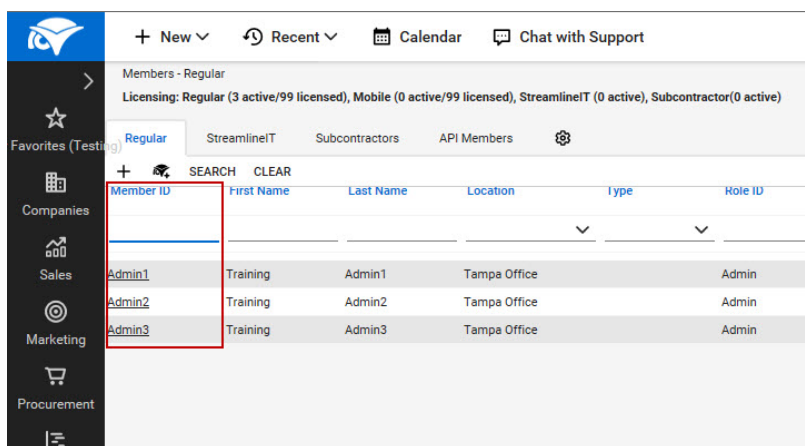 New Recent Calendar Chat with Support
Members - Regular
Licensing: Regular (3 active/99 licensed), Mobile (0 active/99 licensed), StreamlineIT (0 active), Subcontractor(0 active)
Favorites (Testing)
Regular StreamlineIT Subcontractors API Members
SEARCH CLEAR
Member ID First Name Last Name Location Type Role ID
Companies
Sales
Admin1 Training Admin1 Tampa Office Admin
Admin2 Training Admin2 Tampa Office Admin
Admin3 Training Admin3 Tampa Office Admin
Marketing
Procurement